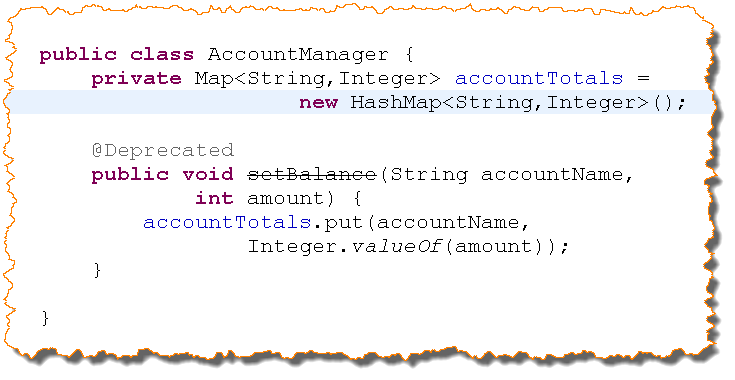 public class AccountManager {
    private Map<String,Integer> accountTotals =
                    new HashMap<String,Integer>();
    @Deprecated
    public void setBalance(String accountName,
            int amount) {
        accountTotals.put(accountName,
                Integer.valueOf(amount));
    }
}